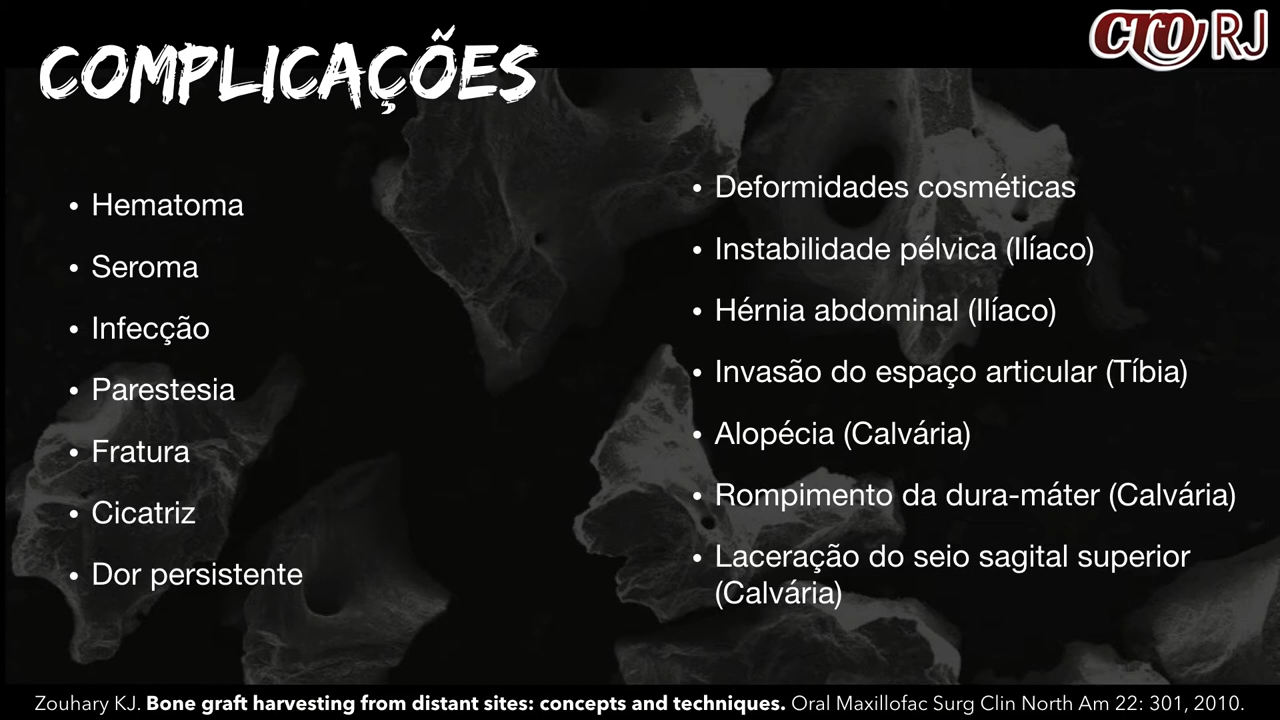 COMPLICAÇÕES
CTO RJ
• Hematoma
• Seroma
• Infecção
• Parestesia
• Fratura
• Cicatriz
• Dor persistente
• Deformidades cosméticas
• Instabilidade pélvica (Ilíaco)
• Hérnia abdominal (Ilíaco)
• Invasão do espaço articular (Tíbia)
• Alopécia (Calvária)
• Rompimento da dura-máter (Calvária)
• Laceração do seio sagital superior
(Calvária)
Zouhary KJ. Bone graft harvesting from distant sites: concepts and techniques. Oral Maxillofac Surg Clin North Am 22: 301, 2010.